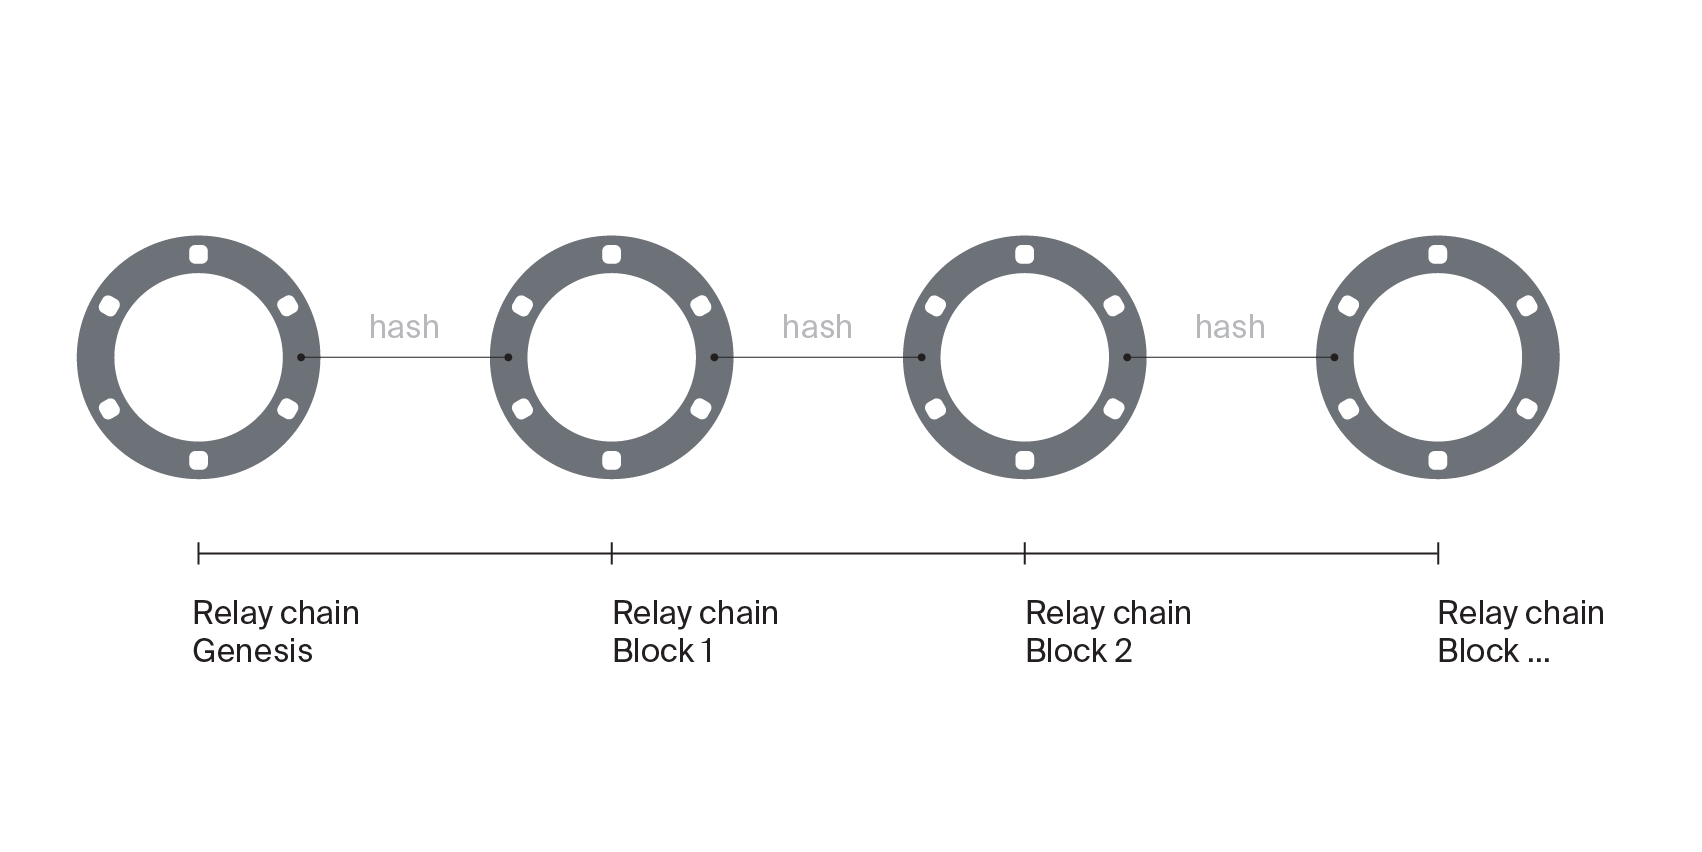 hash
hash
hash
Relay chain
Genesis
Relay chain
Block 1
Relay chain
Block 2
Relay chain
Block ...